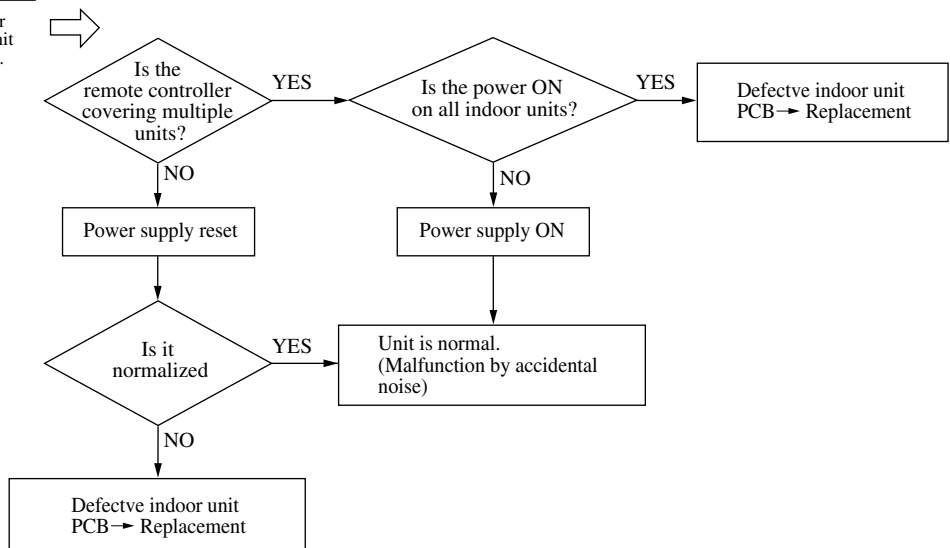 r
nit
.
Is the
remote controller
covering multiple
units?
YES
Is the power ON
on all indoor units?
YES
Defectve indoor unit
PCB→ Replacement
NO
NO
Power supply reset
Power supply ON
Is it
normalized
YES
Unit is normal.
(Malfunction by accidental
noise)
NO
Defectve indoor unit
PCB→ Replacement